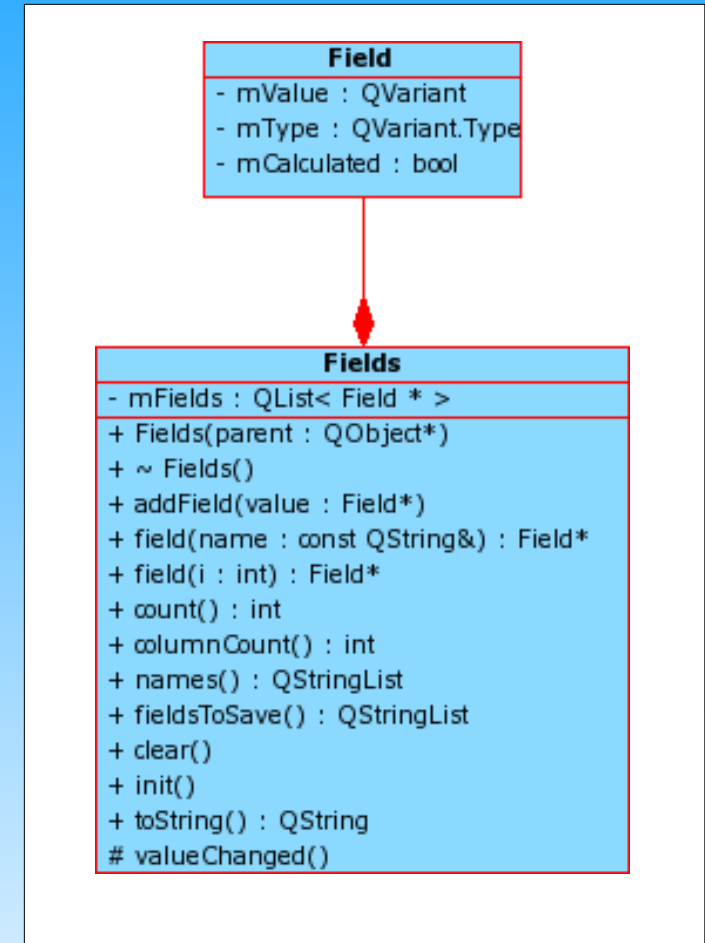 Field
- mValue : QVariant
- mType : QVariant.Type
- mCalculated : bool
Fields
- mFields : QList< Field * >
+ Fields(parent : QObject*)
+ ~ Fields()
+ addField(value : Field*)
+ field(name : const QString&) : Field*
+ field(i : int) : Field*
+ count() : int
+ columnCount() : int
+ names() : QStringList
+ fieldsToSave() : QStringList
+ clear()
+ init()
+ toString() : QString
# valueChanged()